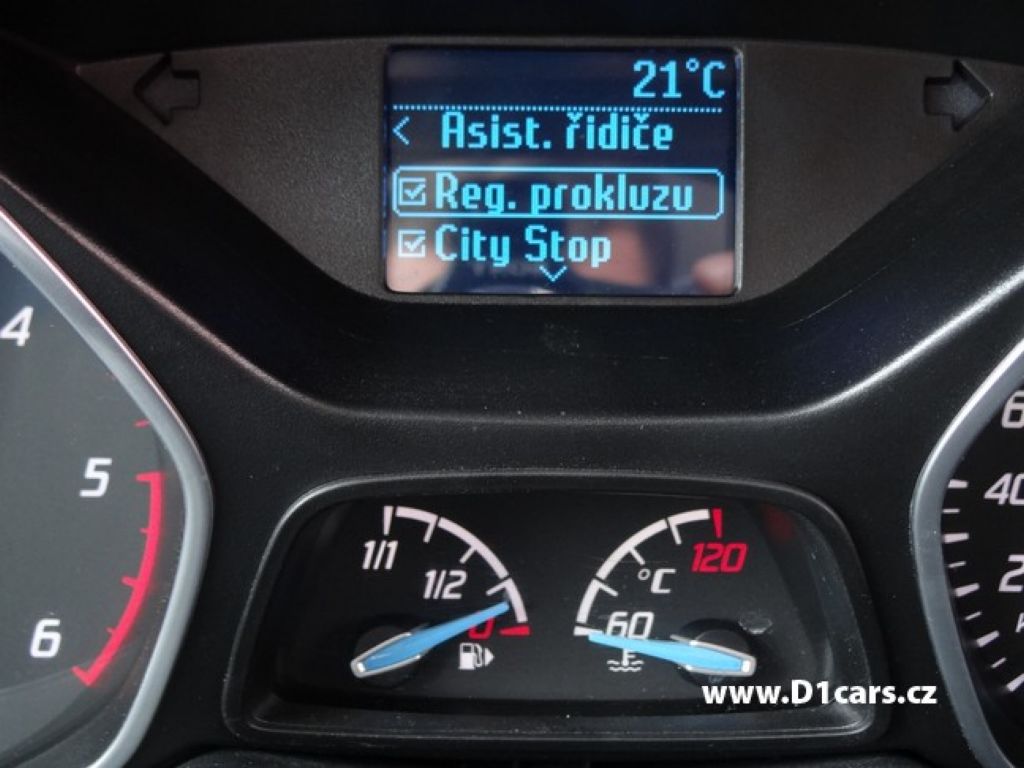 21°C
< Asist. řidiče
Reg. prokluzu
City Stop
4
5
6
1/1
1/2
0
120
°C
60
40
www.D1cars.cz